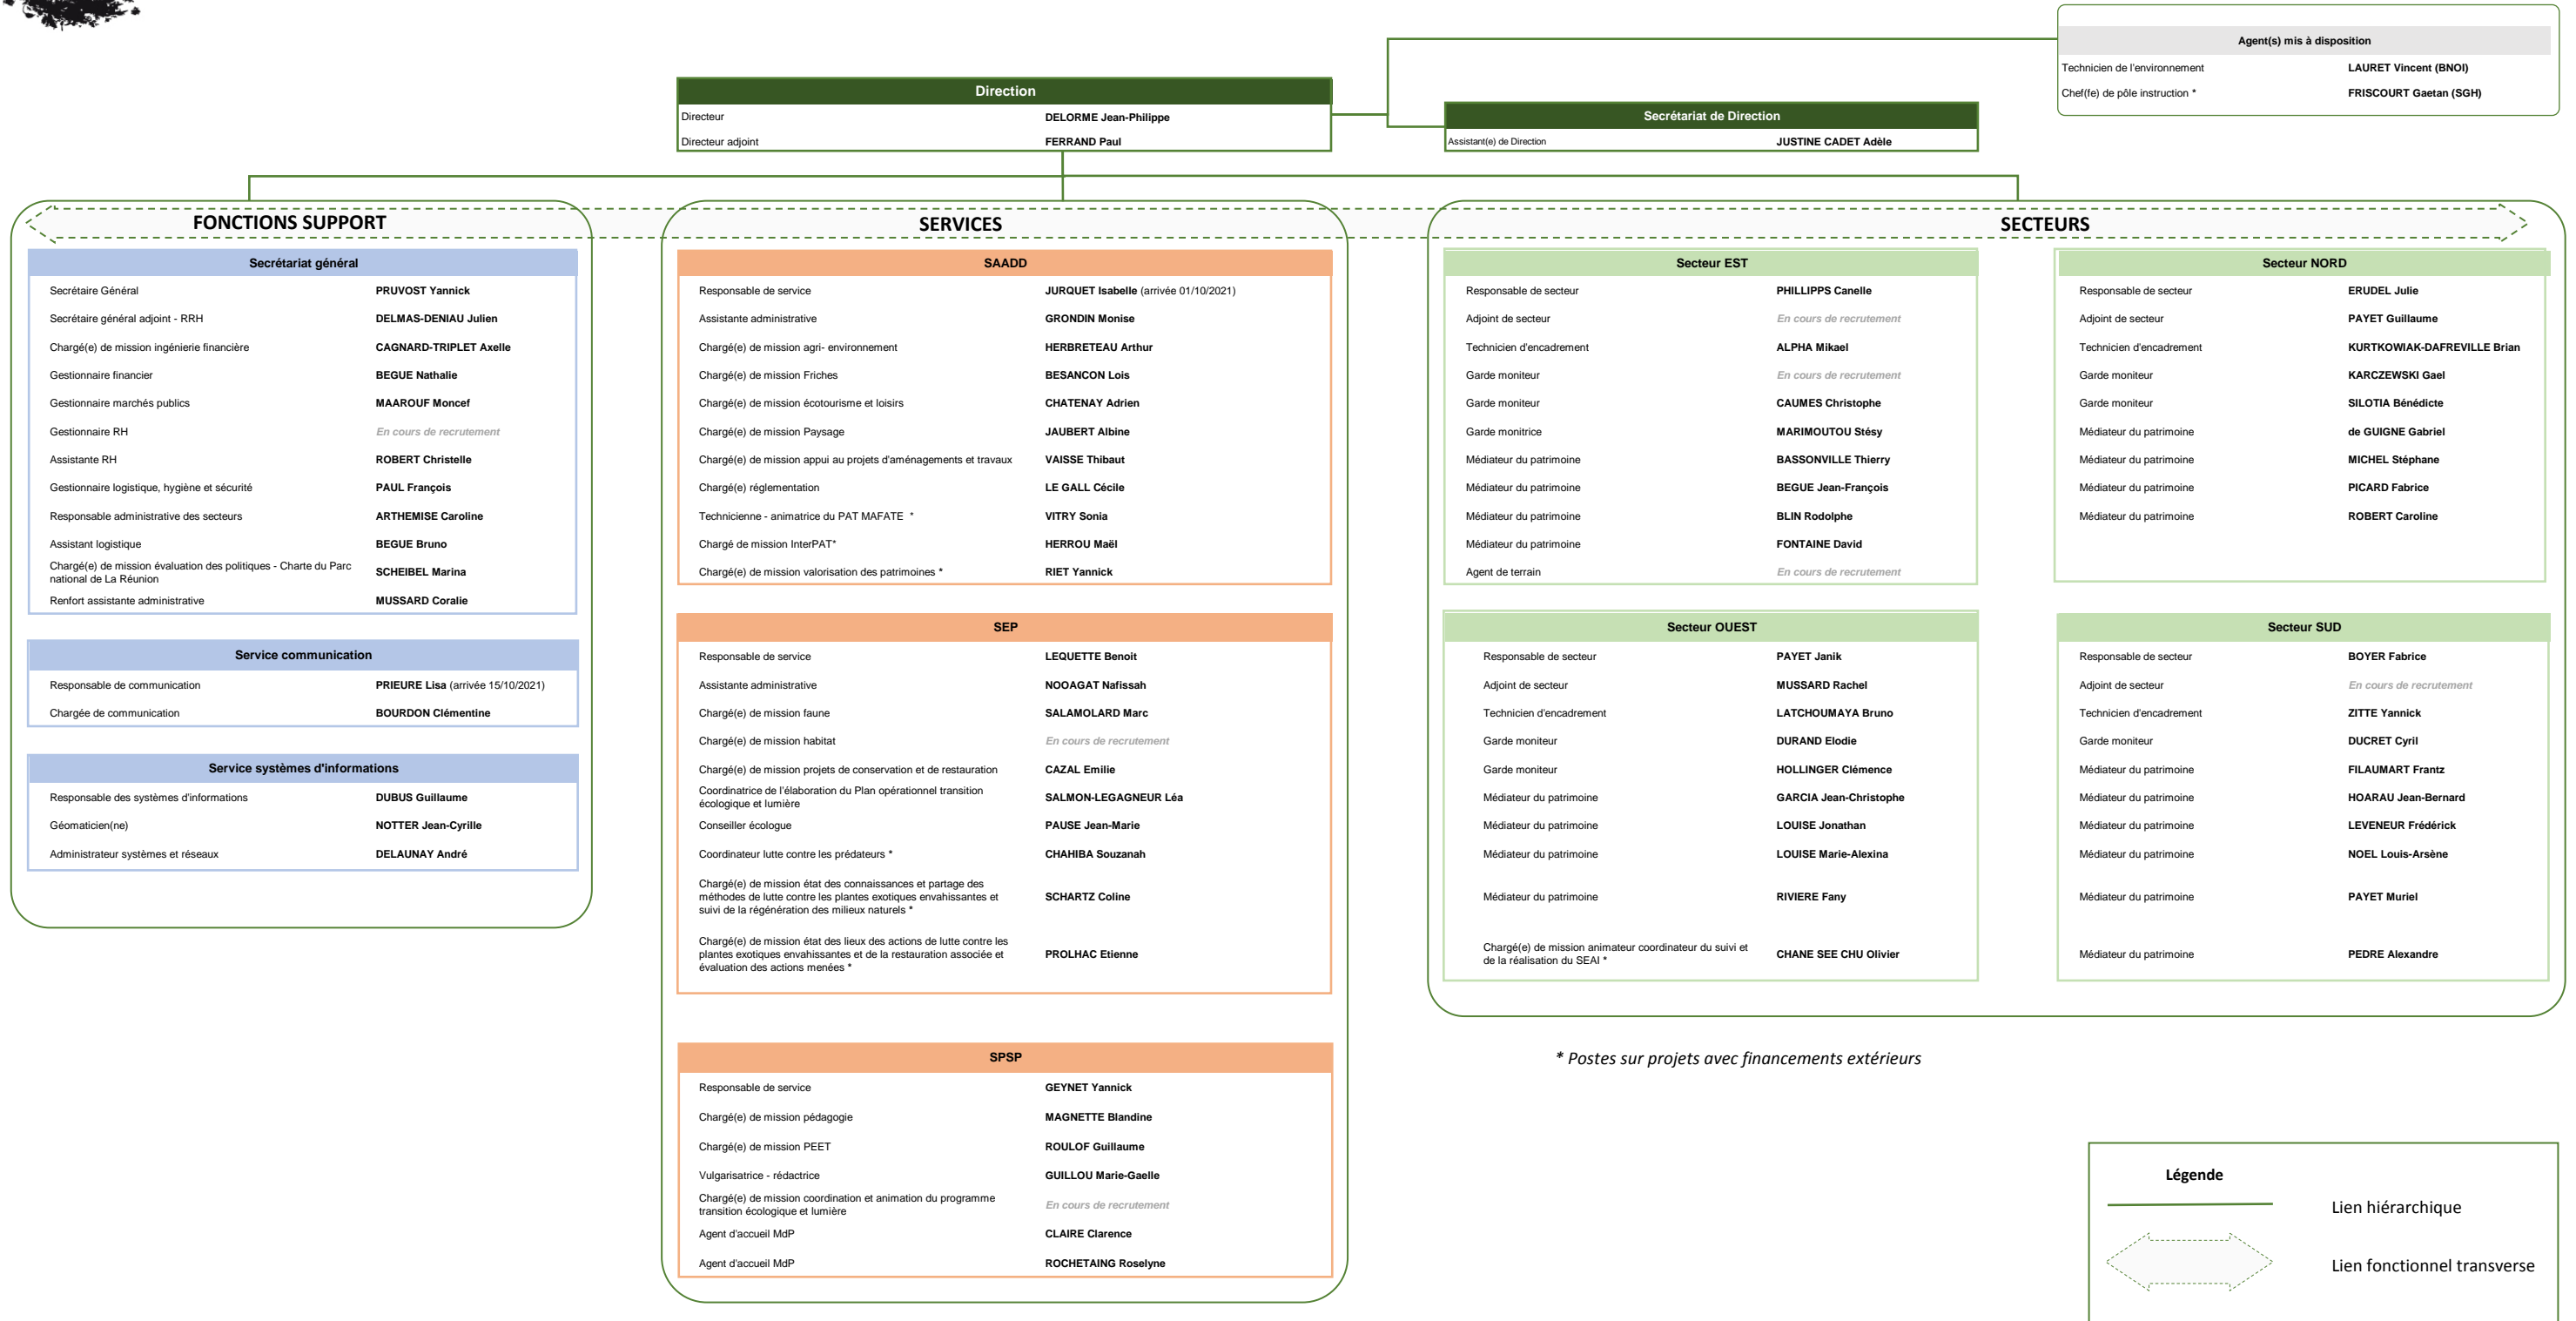 Agent(s) mis à disposition
Technicien de l'environnement LAURET Vincent (BNOI)
Chef(fe) de pôle instruction * FRISCOURT Gaetan (SGH)
Direction
Directeur DELORME Jean-Philippe
Directeur adjoint FERRAND Paul
Secrétariat de Direction
Assistant(e) de Direction JUSTINE CADET Adèle
FONCTIONS SUPPORT
Secrétariat général
Secrétaire Général PRUVOST Yannick
Secrétaire général adjoint - RRH DELMAS-DENIAU Julien
Chargé(e) de mission ingénierie financière CAGNARD-TRIPLET Axelle
Gestionnaire financier BEGUE Nathalie
Gestionnaire marchés publics MAAROUF Moncef
Gestionnaire RH En cours de recrutement
Assistante RH ROBERT Christelle
Gestionnaire logistique, hygiène et sécurité PAUL François
Responsable administrative des secteurs ARTHEMISE Caroline
Assistant logistique BEGUE Bruno
Chargé(e) de mission évaluation des politiques - Charte du Parc
national de La Réunion SCHEIBEL Marina
Renfort assistante administrative MUSSARD Coralie
Service communication
Responsable de communication PRIEURE Lisa (arrivée 15/10/2021)
Chargée de communication BOURDON Clémentine
Service systèmes d'informations
Responsable des systèmes d'informations DUBUS Guillaume
Géomaticien(ne) NOTTER Jean-Cyrille
Administrateur systèmes et réseaux DELAUNAY André
SERVICES
SAADD
Responsable de service JURQUET Isabelle (arrivée 01/10/2021)
Assistante administrative GRONDIN Monise
Chargé(e) de mission agri- environnement HERBRETEAU Arthur
Chargé(e) de mission Friches BESANCON Lois
Chargé(e) de mission écotourisme et loisirs CHATENAY Adrien
Chargé(e) de mission Paysage JAUBERT Albine
Chargé(e) de mission appui au projets d'aménagements et travaux VAISSE Thibaut
Chargé(e) réglementation LE GALL Cécile
Technicienne - animatrice du PAT MAFATE * VITRY Sonia
Chargé de mission InterPAT* HERROU Maël
Chargé(e) de mission valorisation des patrimoines * RIET Yannick
SEP
Responsable de service LEQUETTE Benoit
Assistante administrative NOOAGAT Nafissah
Chargé(e) de mission faune SALAMOLARD Marc
Chargé(e) de mission habitat En cours de recrutement
Chargé(e) de mission projets de conservation et de restauration CAZAL Emilie
Coordinatrice de l'élaboration du Plan opérationnel transition
écologique et lumière SALMON-LEGAGNEUR Léa
Conseiller écologue PAUSE Jean-Marie
Coordinateur lutte contre les prédateurs * CHAHIBA Souzanah
Chargé(e) de mission état des connaissances et partage des
méthodes de lutte contre les plantes exotiques envahissantes et SCHARTZ Coline
suivi de la régénération des milieux naturels *
Chargé(e) de mission état des lieux des actions de lutte contre les
plantes exotiques envahissantes et de la restauration associée et PROLHAC Etienne
évaluation des actions menées *
SPSP
Responsable de service GEYNET Yannick
Chargé(e) de mission pédagogie MAGNETTE Blandine
Chargé(e) de mission PEET ROULOF Guillaume
Vulgarisatrice - rédactrice GUILLOU Marie-Gaelle
Chargé(e) de mission coordination et animation du programme
transition écologique et lumière En cours de recrutement
Agent d'accueil MdP CLAIRE Clarence
Agent d'accueil MdP ROCHETAING Roselyne
SECTEURS
Secteur EST
Responsable de secteur PHILLIPPS Canelle
Adjoint de secteur En cours de recrutement
Technicien d'encadrement ALPHA Mikael
Garde moniteur En cours de recrutement
Garde moniteur CAUMES Christophe
Garde monitrice MARIMOUTOU Stésy
Médiateur du patrimoine BASSONVILLE Thierry
Médiateur du patrimoine BEGUE Jean-François
Médiateur du patrimoine BLIN Rodolphe
Médiateur du patrimoine FONTAINE David
Agent de terrain En cours de recrutement
Secteur NORD
Responsable de secteur ERUDEL Julie
Adjoint de secteur PAYET Guillaume
Technicien d'encadrement KURTKOWIAK-DAFREVILLE Brian
Garde moniteur KARCZEWSKI Gael
Garde moniteur SILOTIA Bénédicte
Médiateur du patrimoine de GUIGNE Gabriel
Médiateur du patrimoine MICHEL Stéphane
Médiateur du patrimoine PICARD Fabrice
Médiateur du patrimoine ROBERT Caroline
Secteur OUEST
Responsable de secteur PAYET Janik
Adjoint de secteur MUSSARD Rachel
Technicien d'encadrement LATCHOUMAYA Bruno
Garde moniteur DURAND Elodie
Garde moniteur HOLLINGER Clémence
Médiateur du patrimoine GARCIA Jean-Christophe
Médiateur du patrimoine LOUISE Jonathan
Médiateur du patrimoine LOUISE Marie-Alexina
Médiateur du patrimoine RIVIERE Fany
Chargé(e) de mission animateur coordinateur du suivi et
de la réalisation du SEAI * CHANE SEE CHU Olivier
Secteur SUD
Responsable de secteur BOYER Fabrice
Adjoint de secteur En cours de recrutement
Technicien d'encadrement ZITTE Yannick
Garde moniteur DUCRET Cyril
Médiateur du patrimoine FILAUMART Frantz
Médiateur du patrimoine HOARAU Jean-Bernard
Médiateur du patrimoine LEVENEUR Frédérick
Médiateur du patrimoine NOEL Louis-Arsène
Médiateur du patrimoine PAYET Muriel
Médiateur du patrimoine PEDRE Alexandre
* Postes sur projets avec financements extérieurs
Légende
Lien hiérarchique
Lien fonctionnel transverse